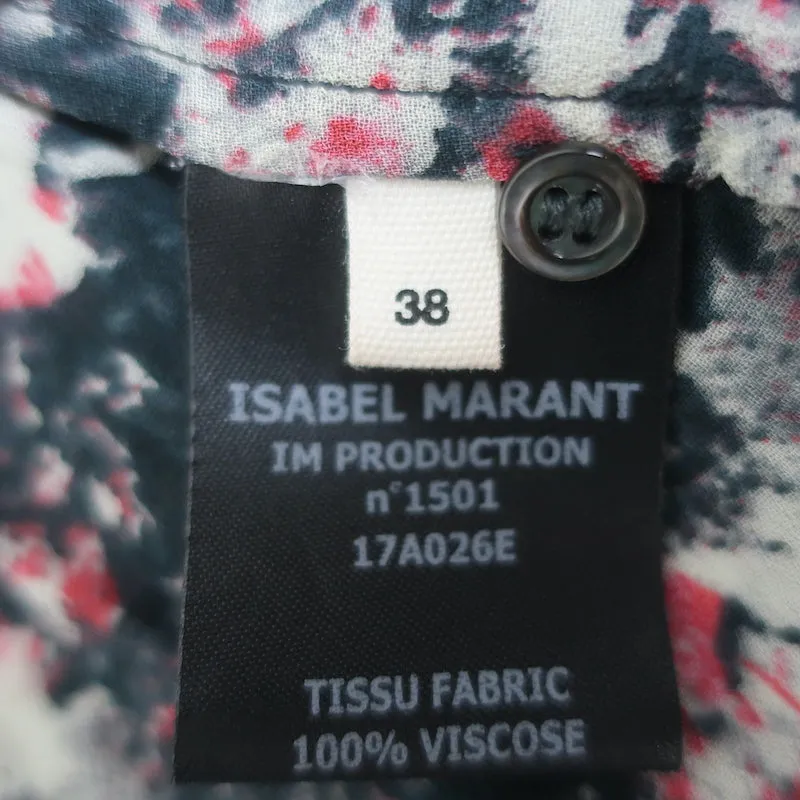 38
ISABEL MARANT
IM PRODUCTION
n°1501
17A026E
TISSU FABRIC
100% VISCOSE